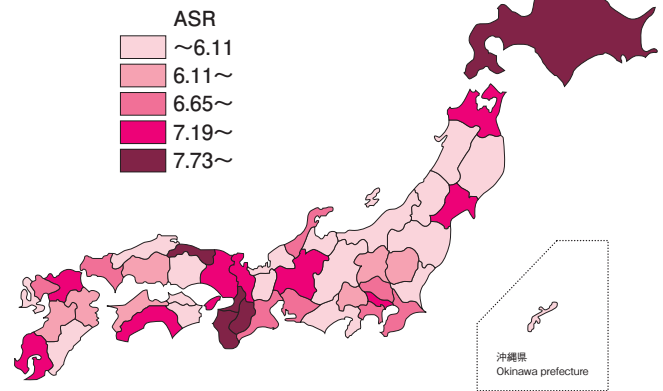 ASR
〜6.11
6.11〜
6.65〜
7.19〜
7.73〜
沖縄県
Okinawa prefecture